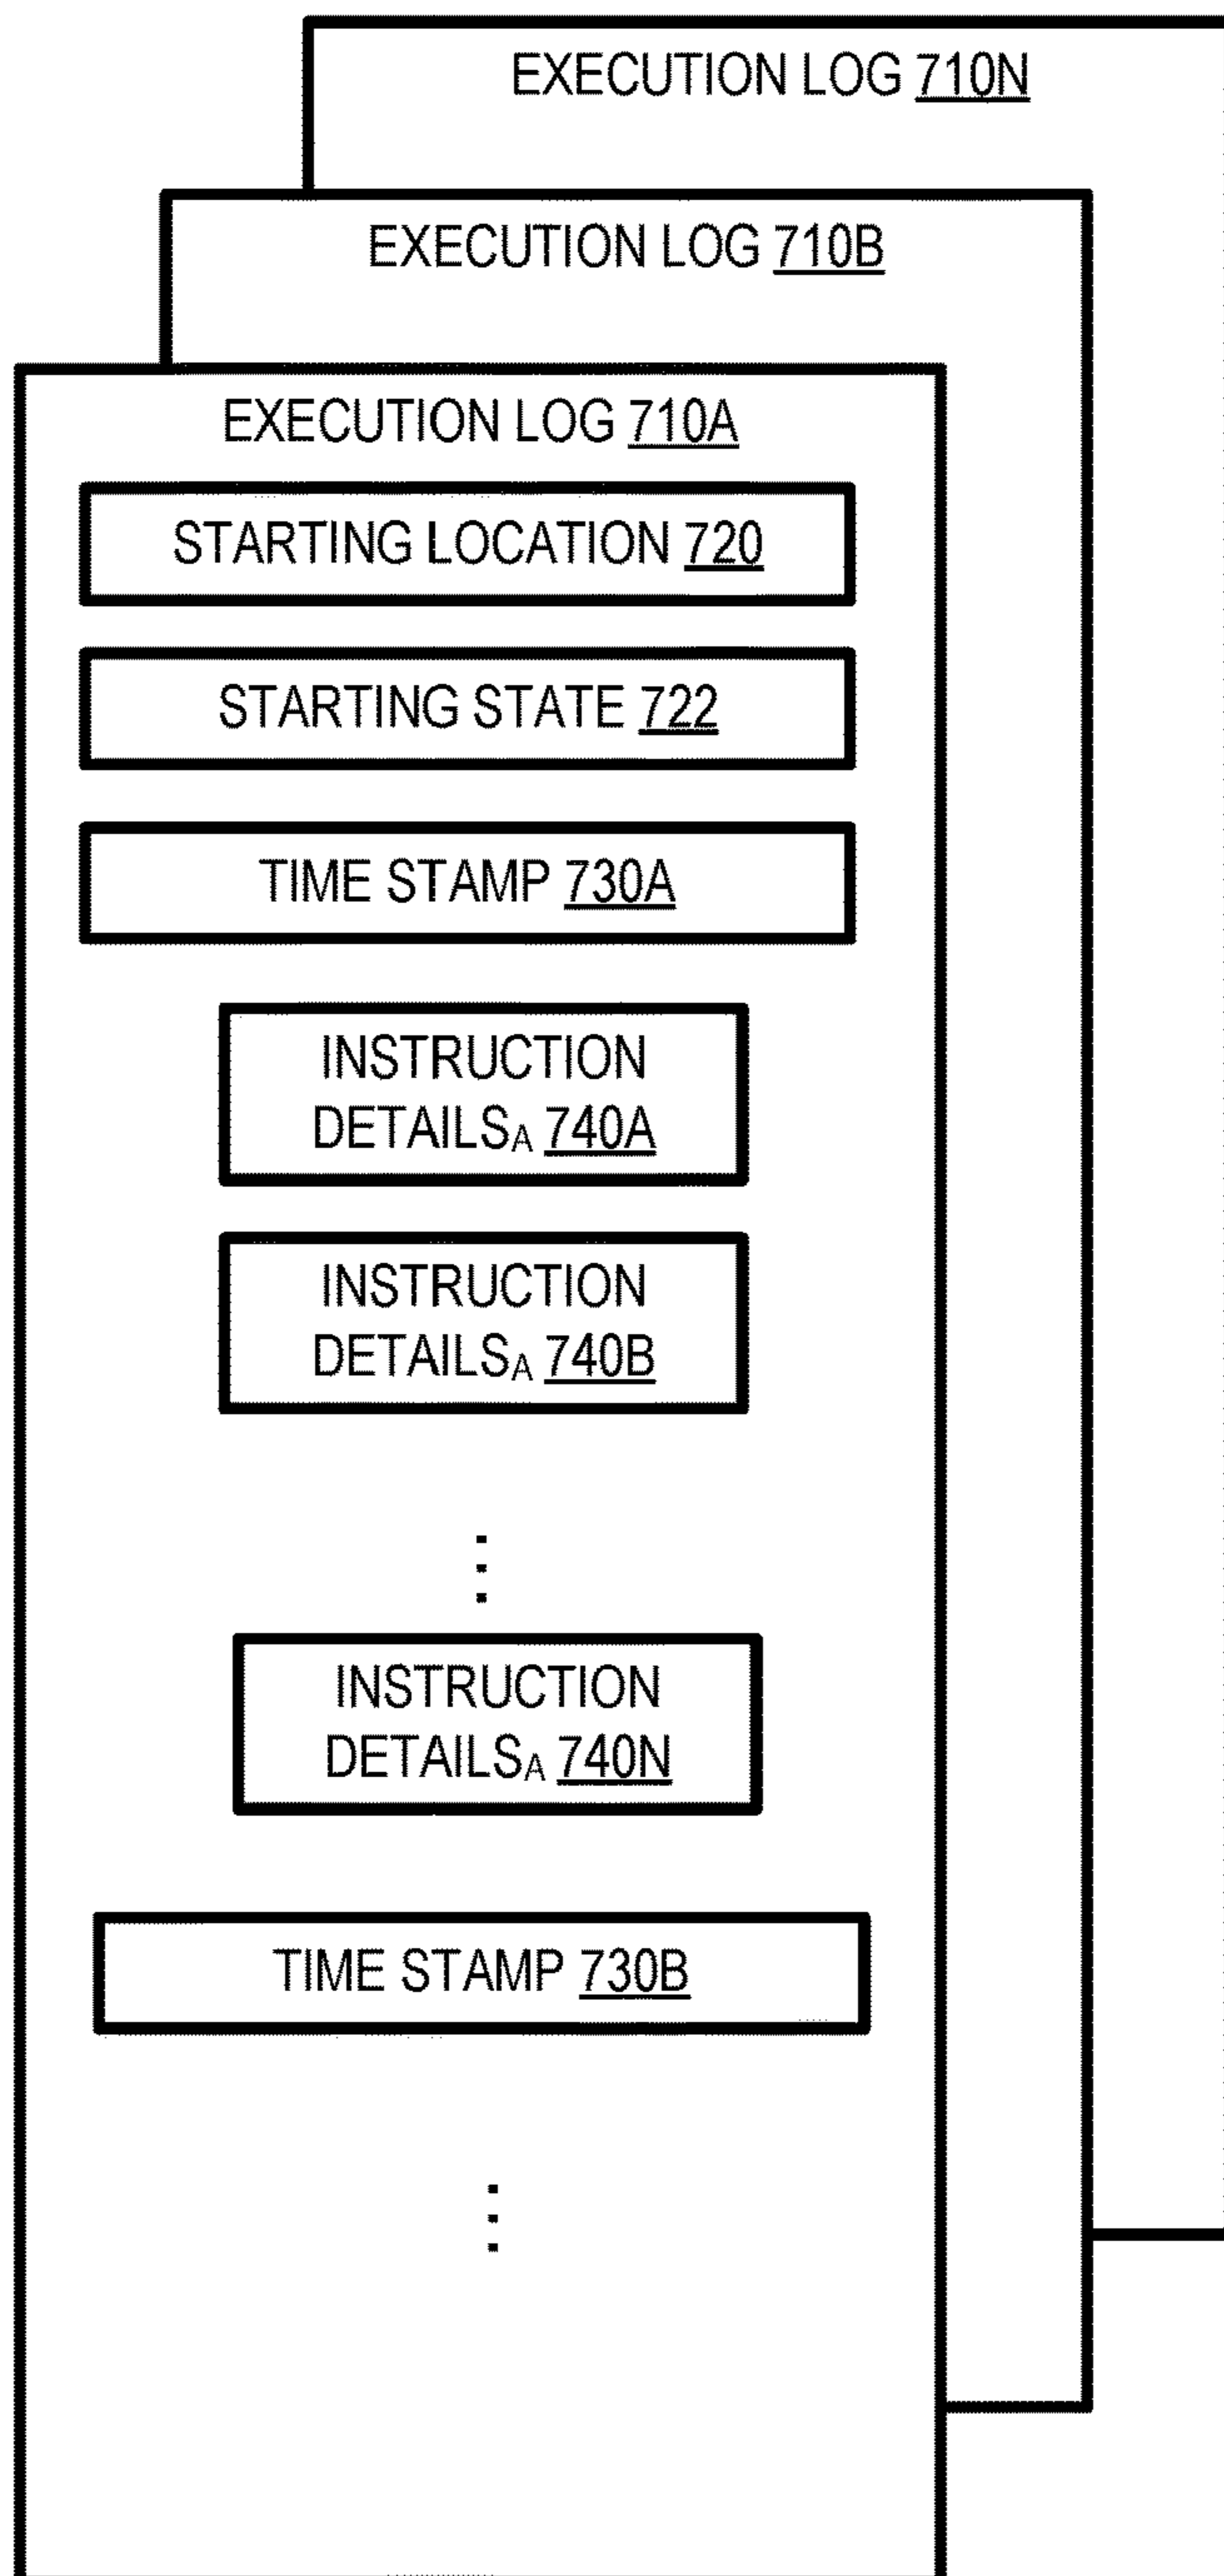 EXECUTION LOG 710N
EXECUTION LOG 710B
EXECUTION LOG 710A
STARTING LOCATION 720
STARTING STATE 722
TIME STAMP 730A
INSTRUCTION
DETAILSA 740A
INSTRUCTION
DETAILSA 740B
⋮
INSTRUCTION
DETAILSA 740N
TIME STAMP 730B
⋮